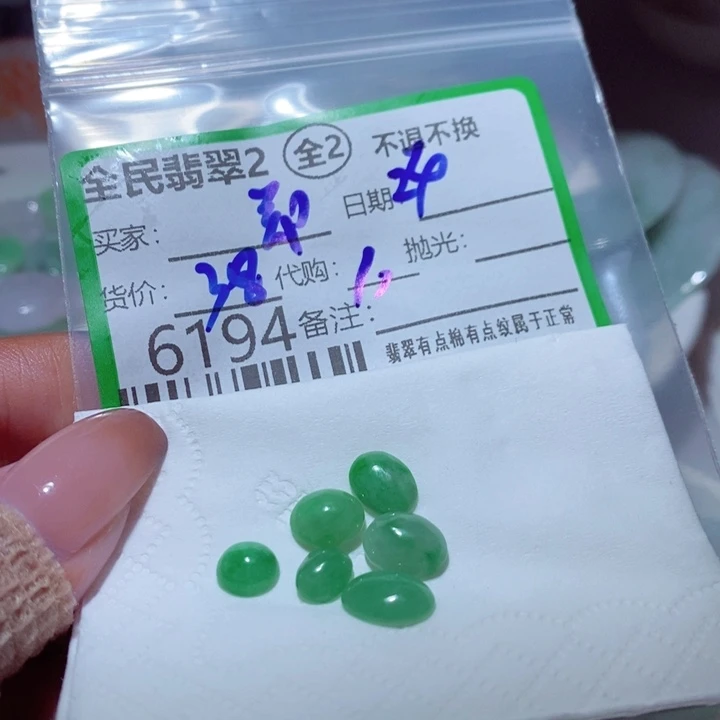 全民翡翠2 全2 不退不换
买家： 日期
货价：38 代购：
抛光：
6194 备注：
翡翠有点棉有点纹属于正常